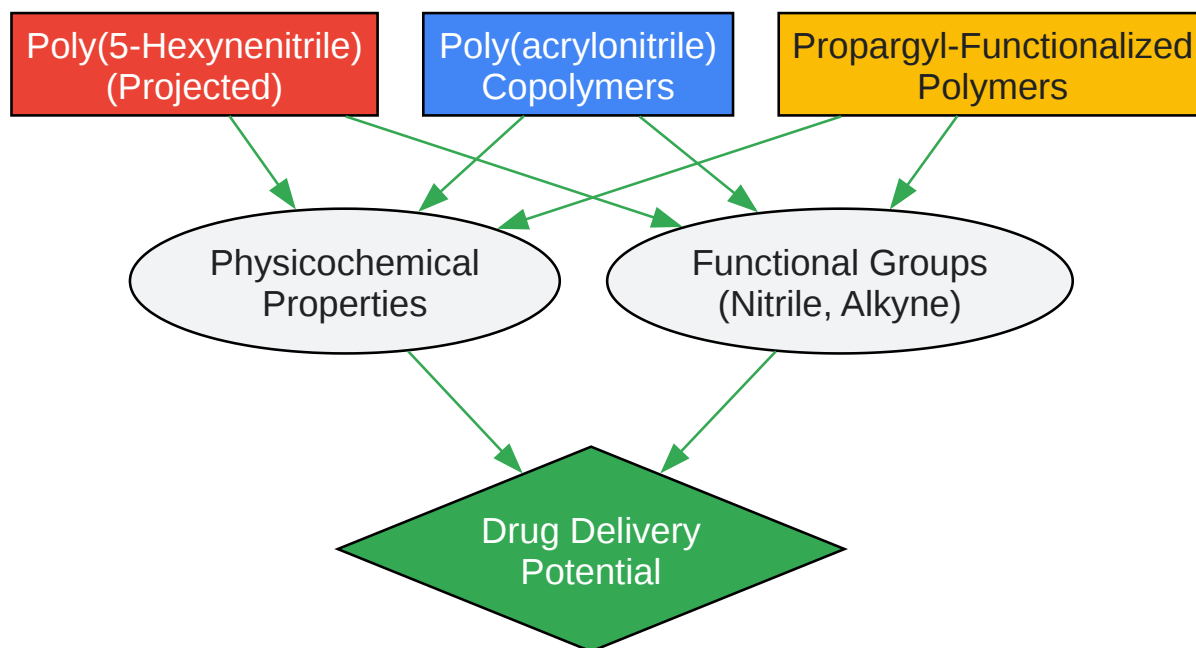 Poly(5-Hexynenitrile)
(Projected)
Poly(acrylonitrile)
Copolymers
Propargyl-Functionalized
Polymers
Physicochemical
Properties
Functional Groups
(Nitrile, Alkyne)
Drug Delivery
Potential